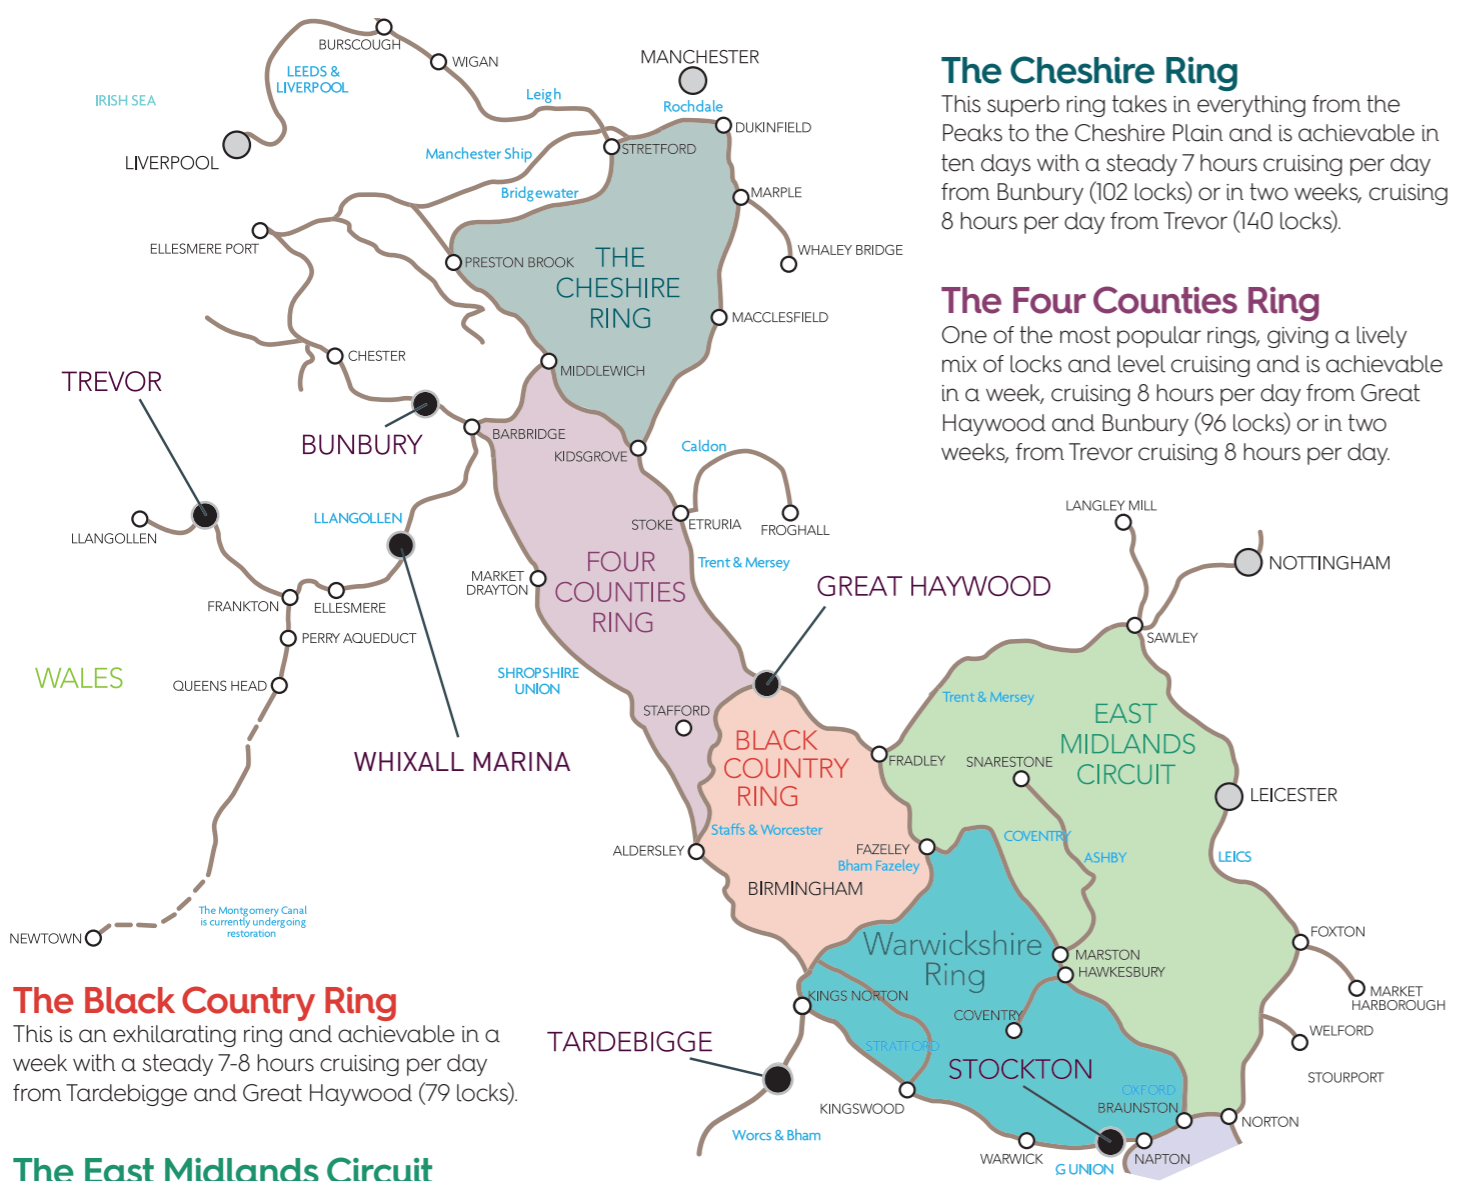 BURSCOUGH
WIGAN
LEEDS &
LIVERPOOL
IRISH SEA
LIVERPOOL
Leigh
MANCHESTER
Rochdale
DUKINFIELD
STRETFORD
Manchester Ship
Bridgewater
MARPLE
WHALEY BRIDGE
ELLESMERE PORT
PRESTON BROOK
THE
CHESHIRE
RING
MACCLESFIELD
CHESTER
MIDDLEWICH
TREVOR
BUNBURY
BARBRIDGE
KIDSGROVE
Caldon
LLANGOLLEN
LLANGOLLEN
STOKE
ETRURIA
FROGHALL
Trent & Mersey
FOUR
COUNTIES
RING
MARKET
DRAYTON
FRANKTON
ELLESMERE
PERRY AQUEDUCT
QUEENS HEAD
WALES
SHROPSHIRE
UNION
STAFFORD
WHIXALL MARINA
GREAT HAYWOOD
The Cheshire Ring
This superb ring takes in everything from the
Peaks to the Cheshire Plain and is achievable in
ten days with a steady 7 hours cruising per day
from Bunbury (102 locks) or in two weeks, cruising
8 hours per day from Trevor (140 locks).
The Four Counties Ring
One of the most popular rings, giving a lively
mix of locks and level cruising and is achievable
in a week, cruising 8 hours per day from Great
Haywood and Bunbury (96 locks) or in two
weeks, from Trevor cruising 8 hours per day.
LANGLEY MILL
NOTTINGHAM
SAWLEY
Trent & Mersey
EAST
MIDLANDS
CIRCUIT
BLACK
COUNTRY
RING
FRADLEY
SNARESTONE
LEICESTER
Staffs & Worcester
COVENTRY
ALDERSLEY
FAZELEY
Bham Fazeley
ASHBY
LEICS
BIRMINGHAM
The Montgomery Canal
is currently undergoing
restoration
NEWTOWN
Warwickshire
Ring
MARSTON
HAWKESBURY
FOXTON
MARKET
HARBOROUGH
KINGS NORTON
COVENTRY
WELFORD
STRATFORD
STOCKTON
STOURPORT
TARDEBIGGE
OXFORD
BRAUNSTON
KINGSWOOD
NORTON
Worcs & Bham
WARWICK
G UNION
NAPTON
The Black Country Ring
This is an exhilarating ring and achievable in a
week with a steady 7-8 hours cruising per day
from Tardebigge and Great Haywood (79 locks).
The East Midlands Circuit